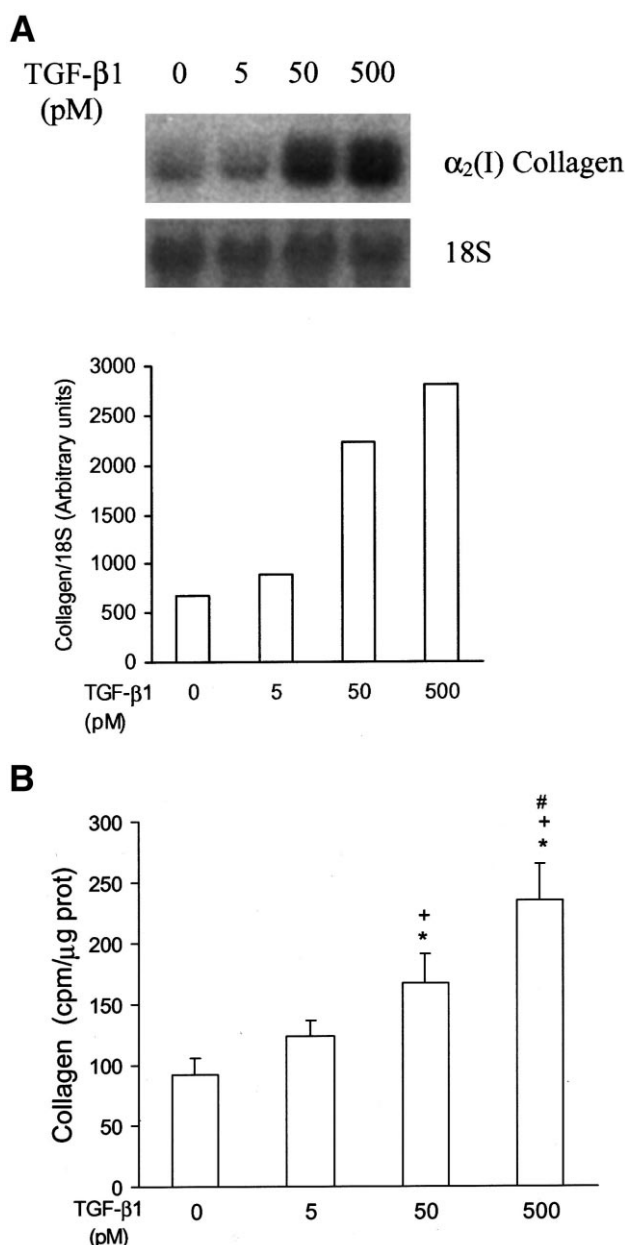 A
TGF-β1 0 5 50 500
(pM)
α₂(I) Collagen
18S
Collagen/18S (Arbitrary units)
3000
2500
2000
1500
1000
500
0
TGF-β1 0 5 50 500
(pM)
B
Collagen (cpm/μg prot)
300
250
200
150
100
50
0
+
*
#
+
*
TGF-β1 0 5 50 500
(pM)